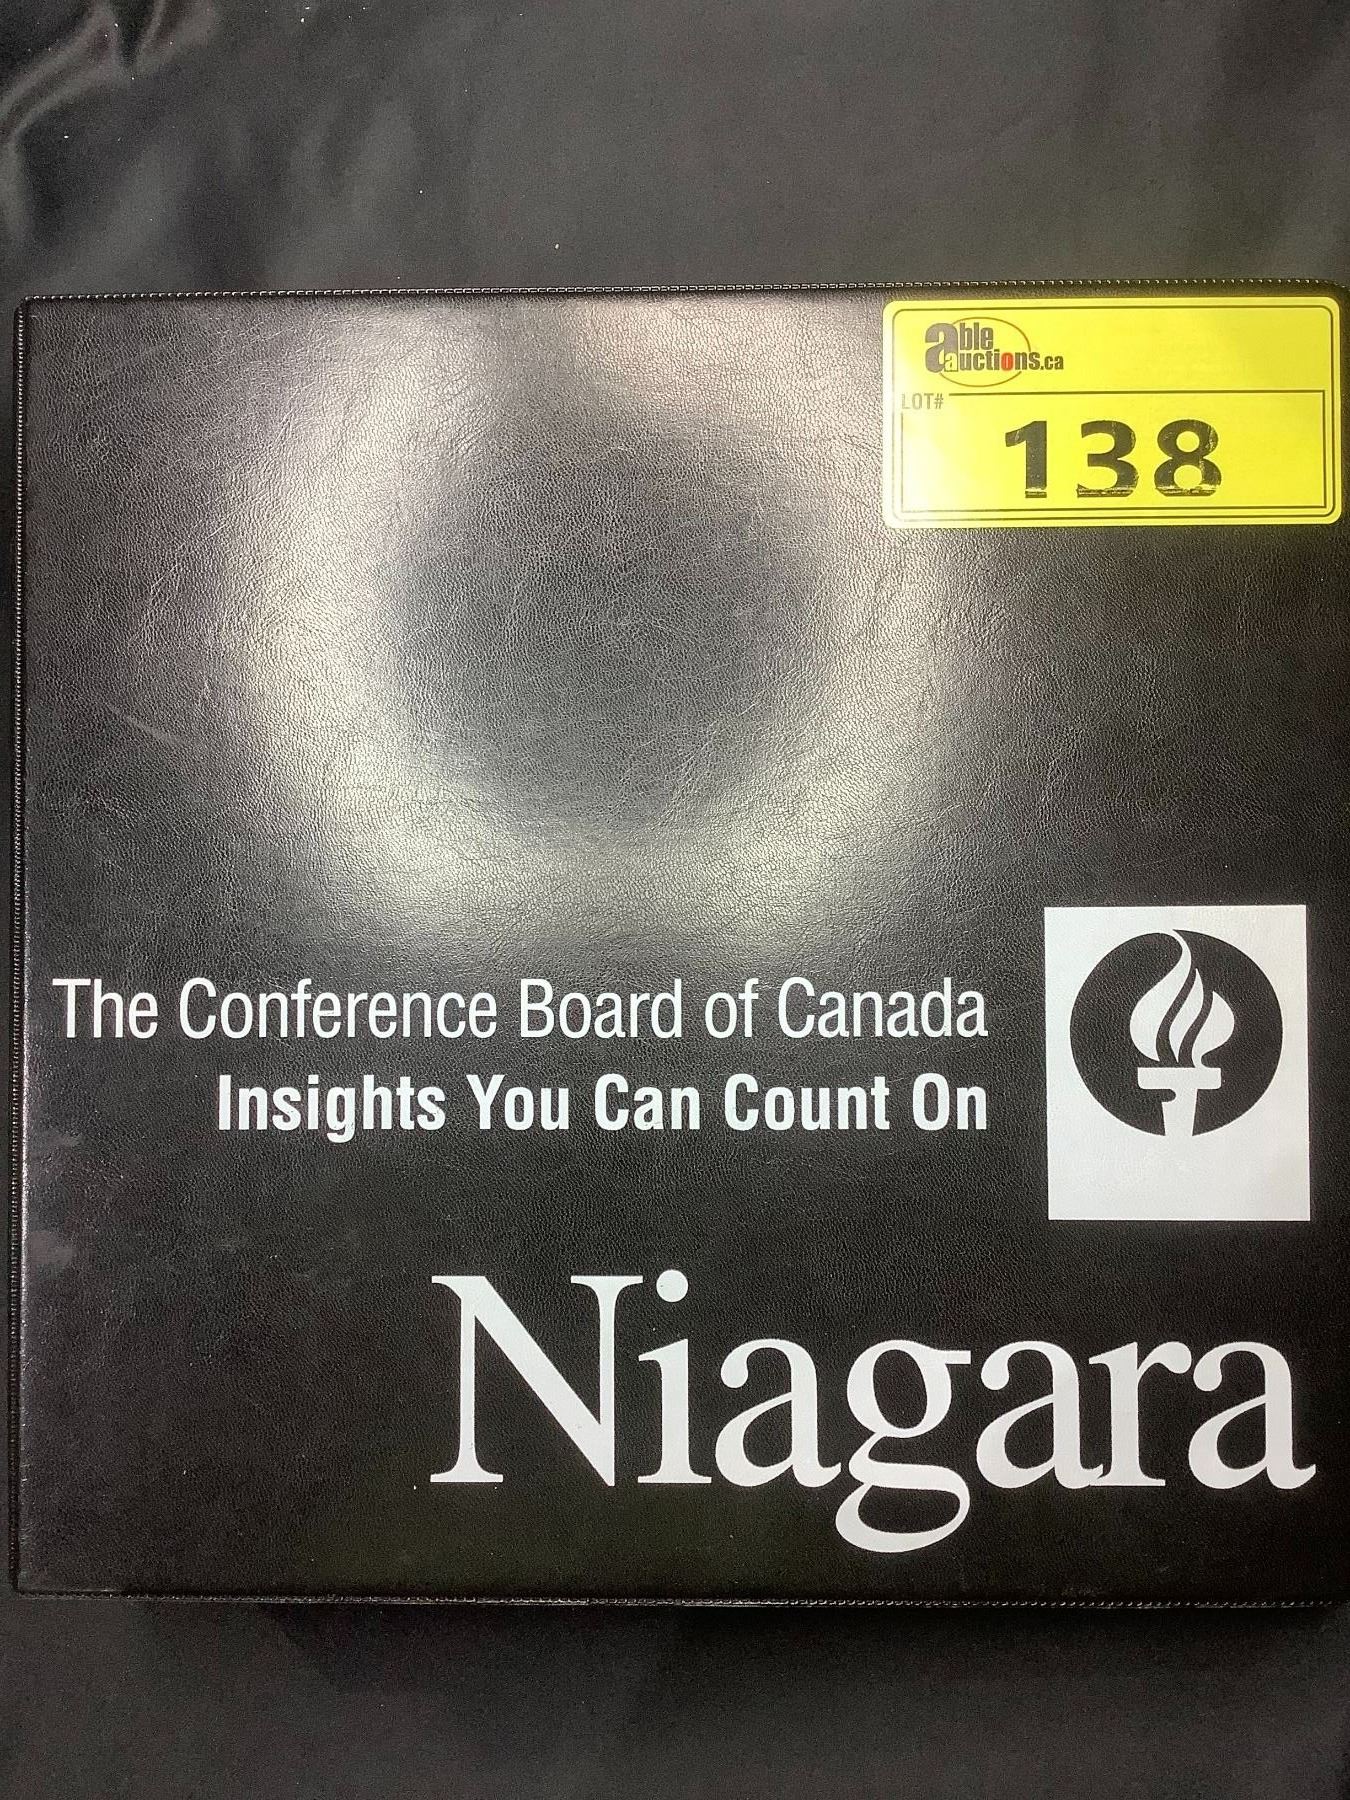 able
auctions.ca
LOT#
138
The Conference Board of Canada
Insights You Can Count On
Niagara